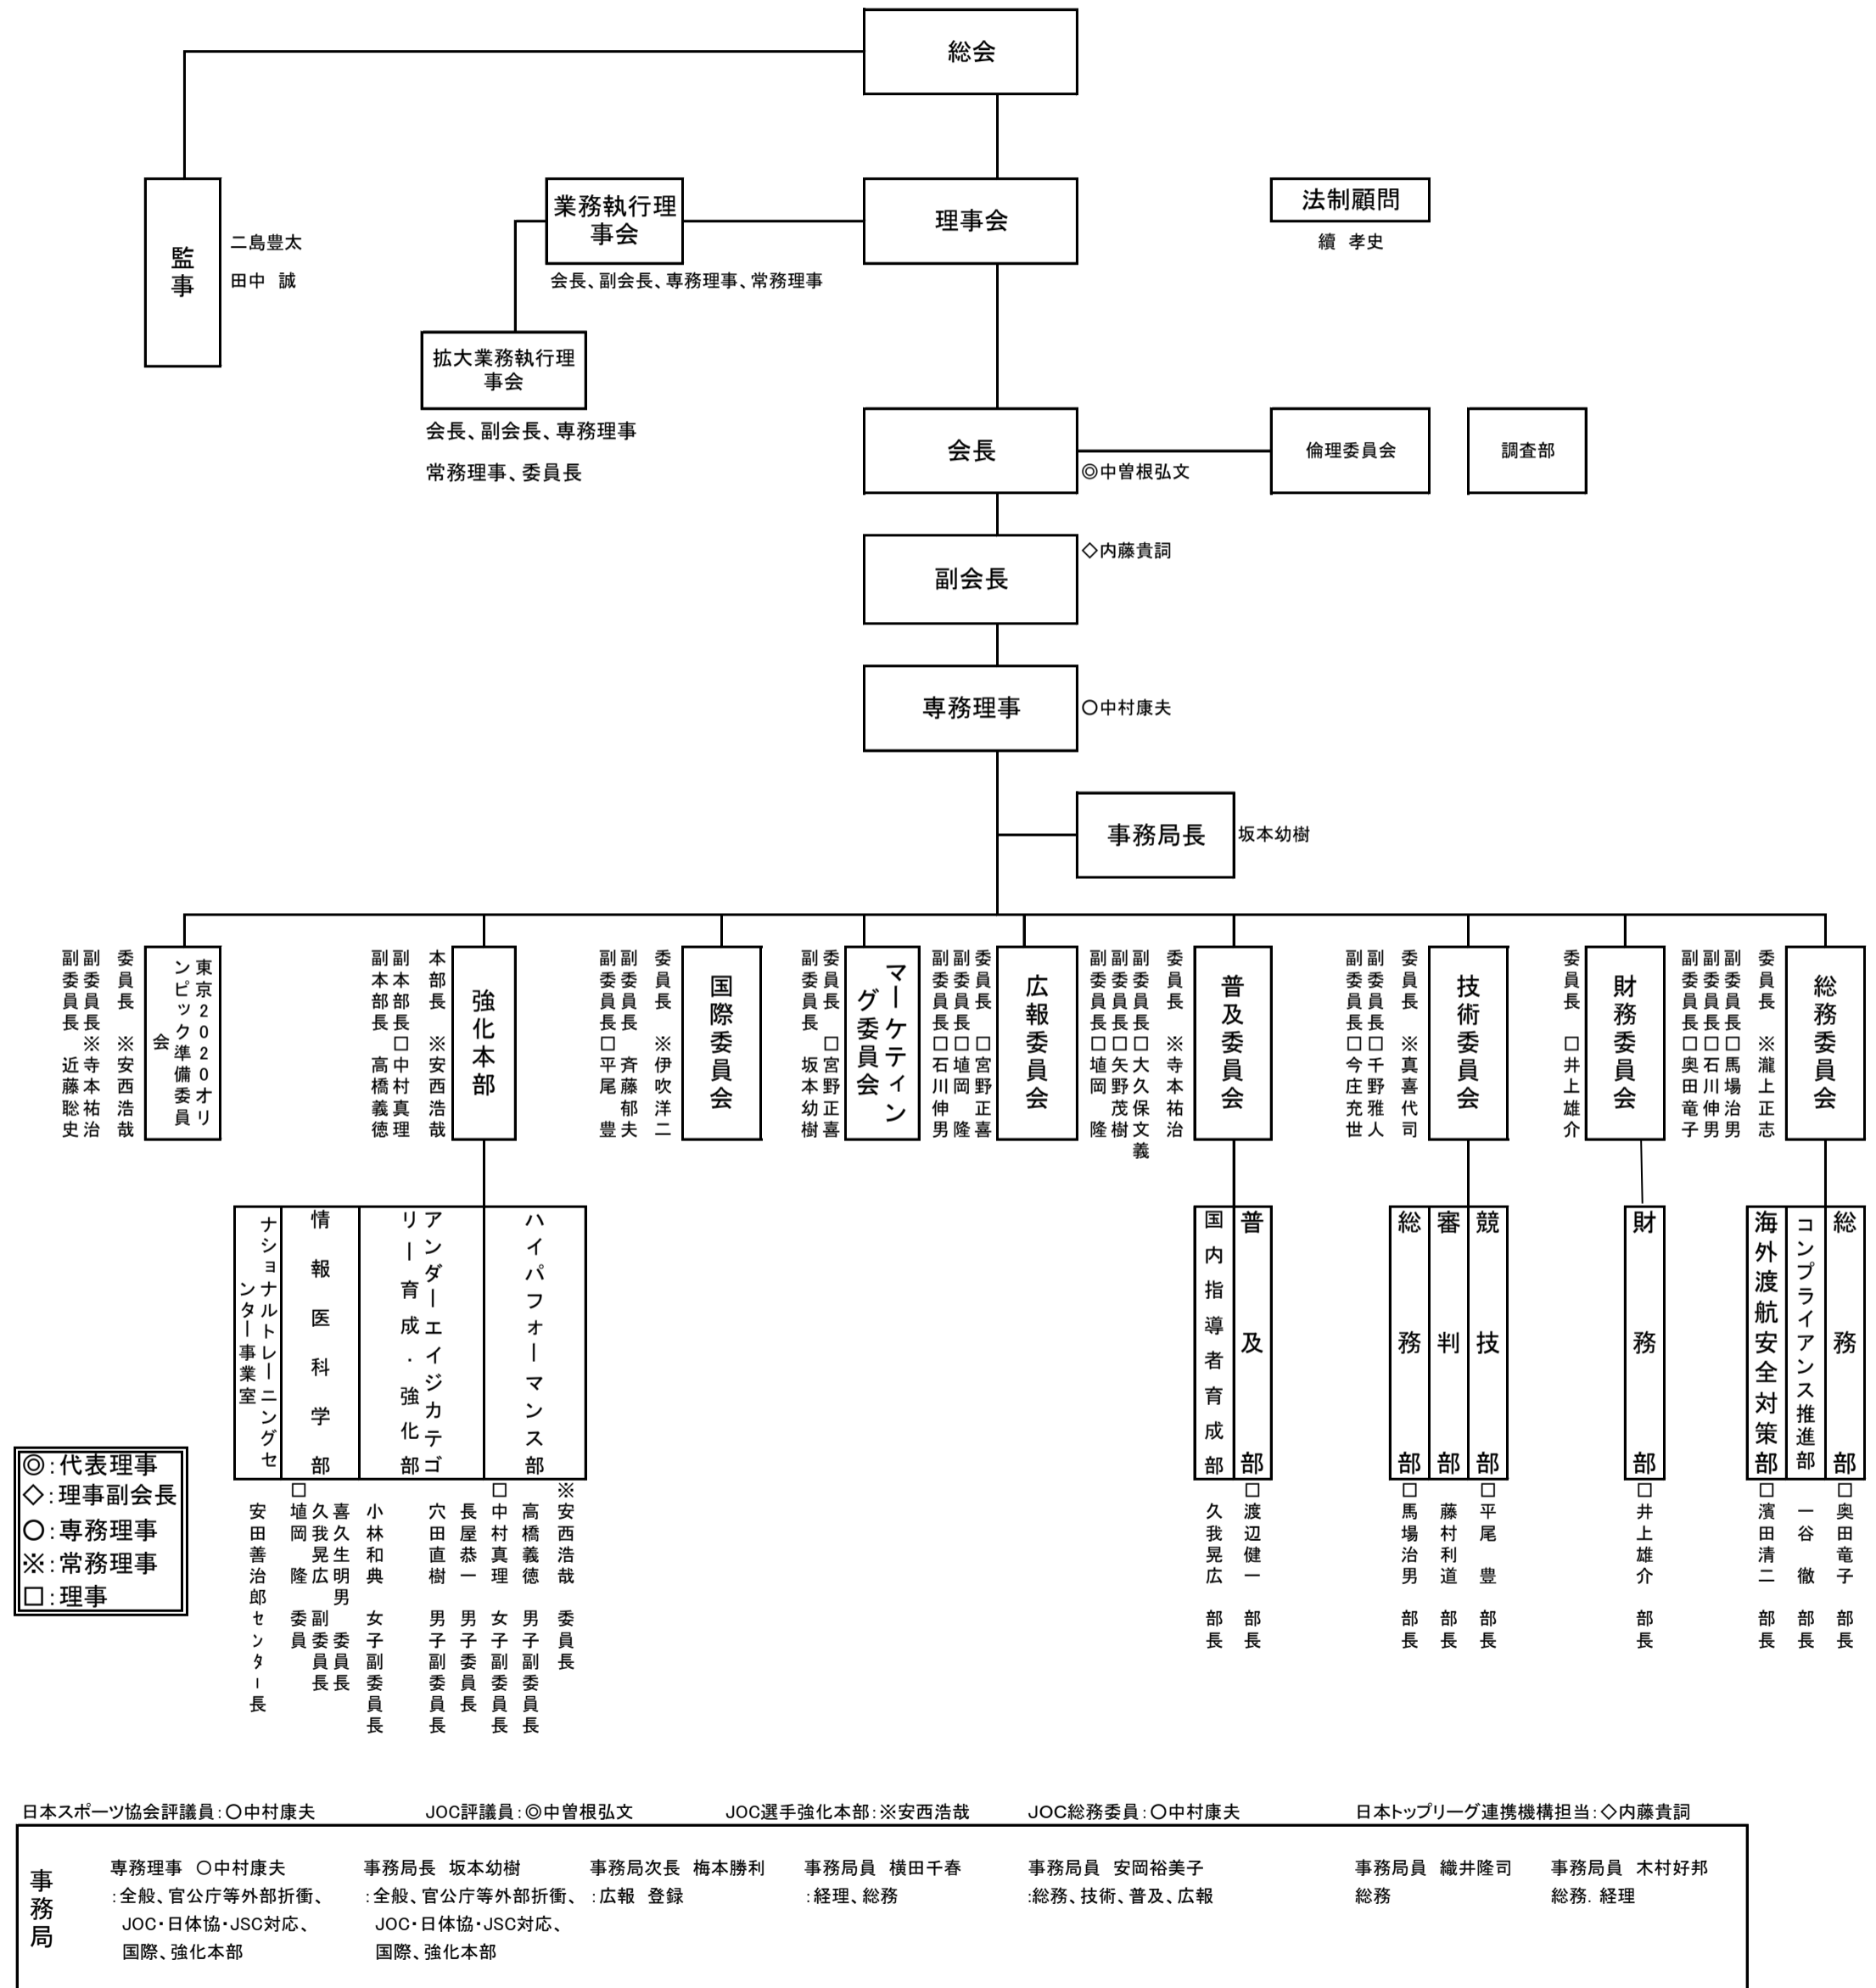 総会
監事
二島豊太
田中 誠
業務執行理
事会
会長、副会長、専務理事、常務理事
理事会
法制顧問
續 孝史
拡大業務執行理
事会
会長、副会長、専務理事
常務理事、委員長
会長
◎中曽根弘文
倫理委員会
調査部
副会長
◇内藤貴詞
専務理事
○中村康夫
事務局長
坂本幼樹
東京2020オリ
ンピック準備委員
会
委員長 ※安西浩哉
副委員長※寺本祐治
副委員長 近藤聡史
強化本部
本部長 ※安西浩哉
副本部長□中村真理
副本部長 高橋義徳
国際委員会
委員長 ※伊吹洋二
副委員長 斉藤郁夫
副委員長□平尾 豊
マーケティン
グ委員会
委員長 □宮野正喜
副委員長 坂本幼樹
広報委員会
委員長 □宮野正喜
副委員長□埴岡 隆
副委員長□石川伸男
普及委員会
委員長 ※寺本祐治
副委員長□大久保文義
副委員長□矢野茂樹
副委員長□埴岡 隆
技術委員会
委員長 ※真喜代司
副委員長□千野雅人
副委員長□今庄充世
財務委員会
委員長 □井上雄介
総務委員会
委員長 ※瀧上正志
副委員長□馬場治男
副委員長□石川伸男
副委員長□奥田竜子
ナショナルトレーニングセ
ンター事業室
安田善治郎センター長
情報医科学部
喜久生明男 委員長
久我晃広 副委員長
□埴岡 隆 委員
アンダーエイジカテゴ
リー育成.強化部
長屋恭一 男子委員長
穴田直樹 男子副委員長
小林和典 女子副委員長
ハイパフォーマンス部
※安西浩哉 委員長
高橋義徳 男子副委員長
□中村真理 女子副委員長
国内指導者育成部
久我晃広 部長
普及部
□渡辺健一 部長
総務部
□馬場治男 部長
審判部
藤村利道 部長
競技部
□平尾 豊 部長
財務部
□井上雄介 部長
海外渡航安全対策部
□濱田清二 部長
コンプライアンス推進部
一谷 徹 部長
総務部
□奥田竜子 部長
◎:代表理事
◇:理事副会長
○:専務理事
※:常務理事
□:理事
日本スポーツ協会評議員:○中村康夫
JOC評議員:◎中曽根弘文
JOC選手強化本部:※安西浩哉
JOC総務委員:○中村康夫
日本トップリーグ連携機構担当:◇内藤貴詞
事務局
専務理事 ○中村康夫
:全般、官公庁等外部折衝、
JOC・日体協・JSC対応、
国際、強化本部
事務局長 坂本幼樹
:全般、官公庁等外部折衝、
JOC・日体協・JSC対応、
国際、強化本部
事務局次長 梅本勝利
:広報 登録
事務局員 横田千春
:経理、総務
事務局員 安岡裕美子
:総務、技術、普及、広報
事務局員 織井隆司
総務
事務局員 木村好邦
総務. 経理